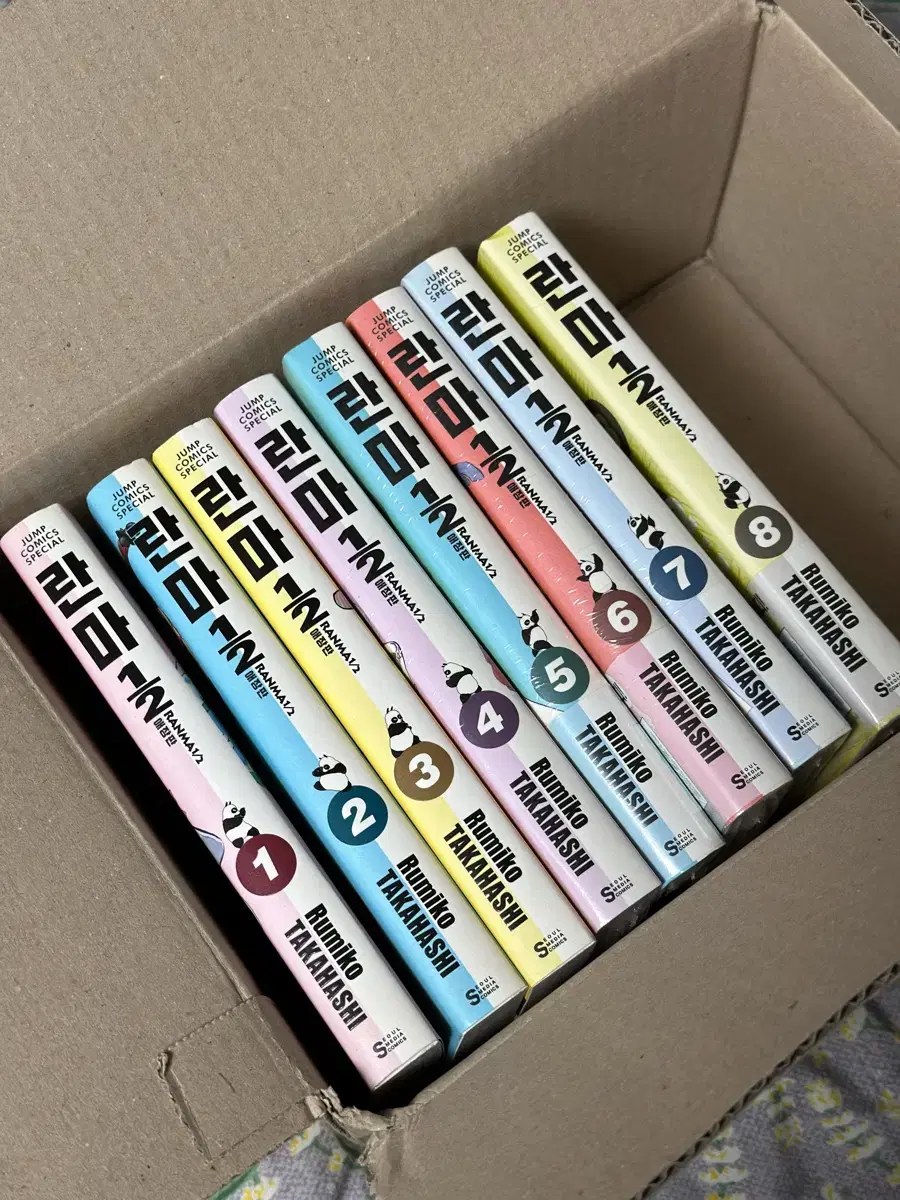 JUMP
COMICS
SPECIAL
란마 1/2
RANMA1/2
애장판
1
Rumiko
TAKAHASHI
SEOUL
MEDIA
COMICS
JUMP
COMICS
SPECIAL
란마 1/2
RANMA1/2
애장판
2
Rumiko
TAKAHASHI
SEOUL
MEDIA
COMICS
JUMP
COMICS
SPECIAL
란마 1/2
RANMA1/2
애장판
3
Rumiko
TAKAHASHI
SEOUL
MEDIA
COMICS
JUMP
COMICS
SPECIAL
란마 1/2
RANMA1/2
애장판
4
Rumiko
TAKAHASHI
SEOUL
MEDIA
COMICS
JUMP
COMICS
SPECIAL
란마 1/2
RANMA1/2
애장판
5
Rumiko
TAKAHASHI
SEOUL
MEDIA
COMICS
JUMP
COMICS
SPECIAL
란마 1/2
RANMA1/2
애장판
6
Rumiko
TAKAHASHI
SEOUL
MEDIA
COMICS
JUMP
COMICS
SPECIAL
란마 1/2
RANMA1/2
애장판
7
Rumiko
TAKAHASHI
SEOUL
MEDIA
COMICS
JUMP
COMICS
SPECIAL
란마 1/2
RANMA1/2
애장판
8
Rumiko
TAKAHASHI